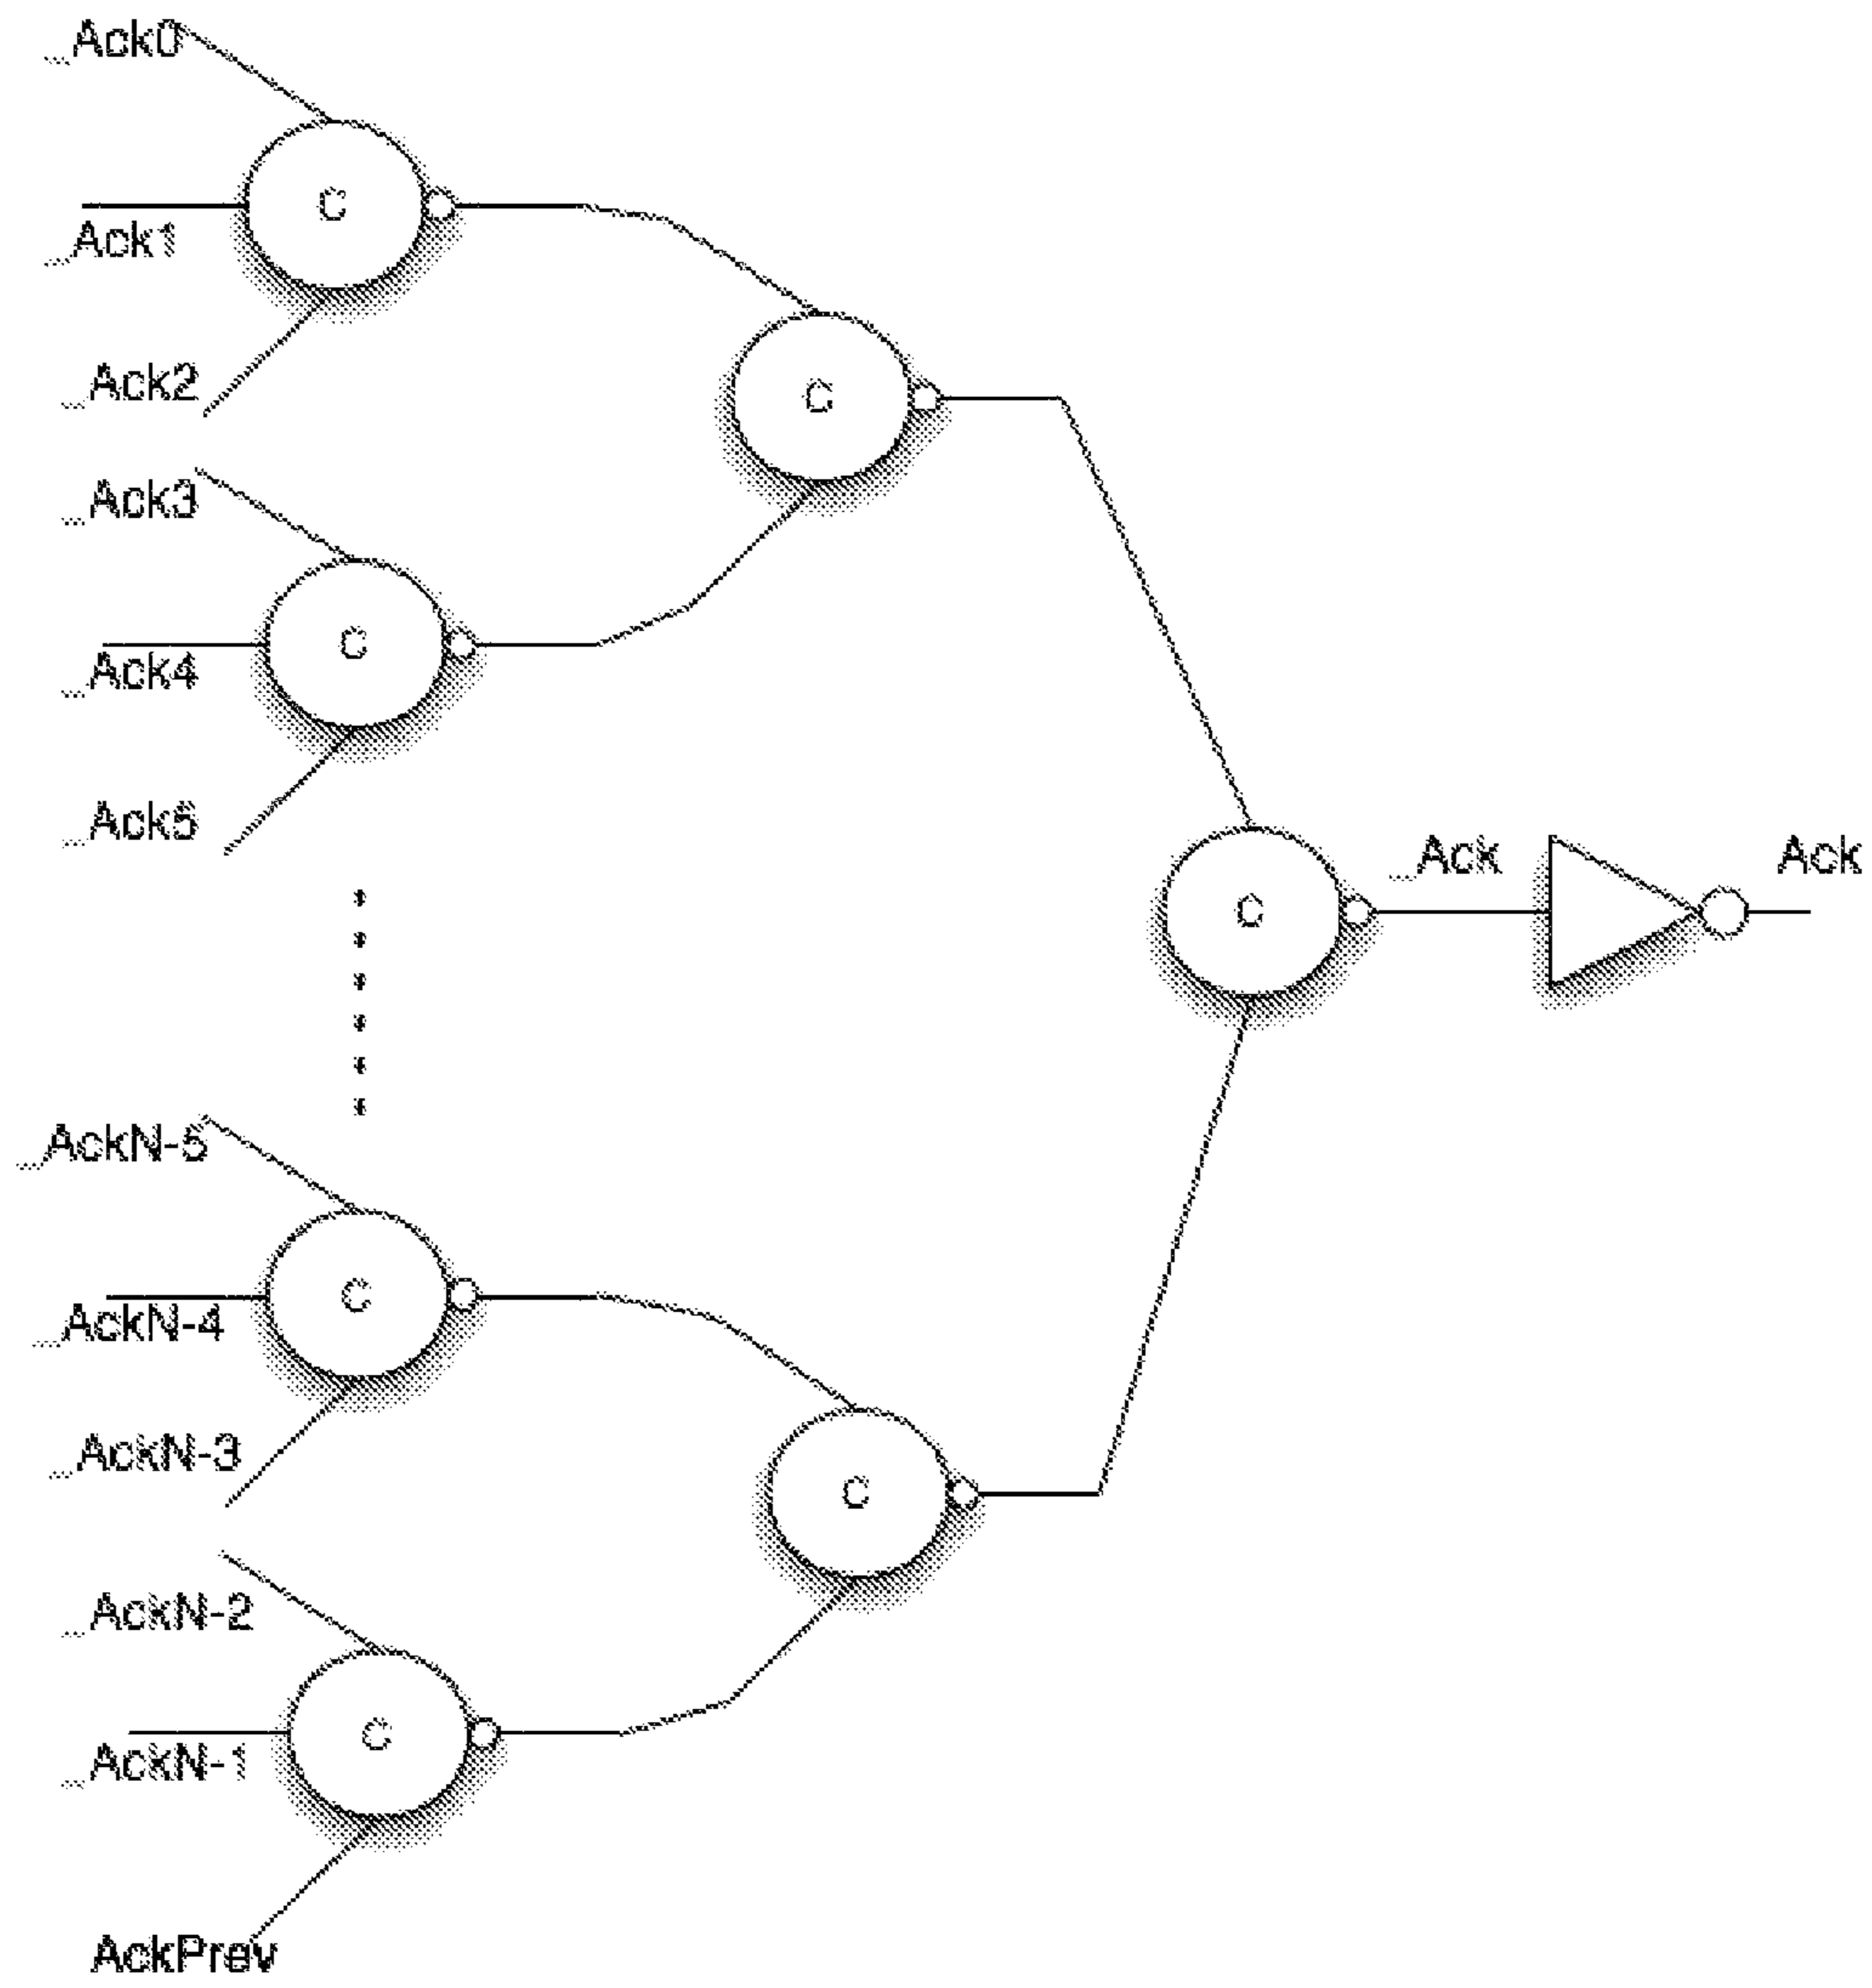 _Ack0
C
_Ack1
_Ack2
C
_Ack3
C
_Ack4
_Ack5
_Ack
Ack
C
_AckN-5
C
_AckN-4
_AckN-3
C
_AckN-2
C
_AckN-1
AckPrev